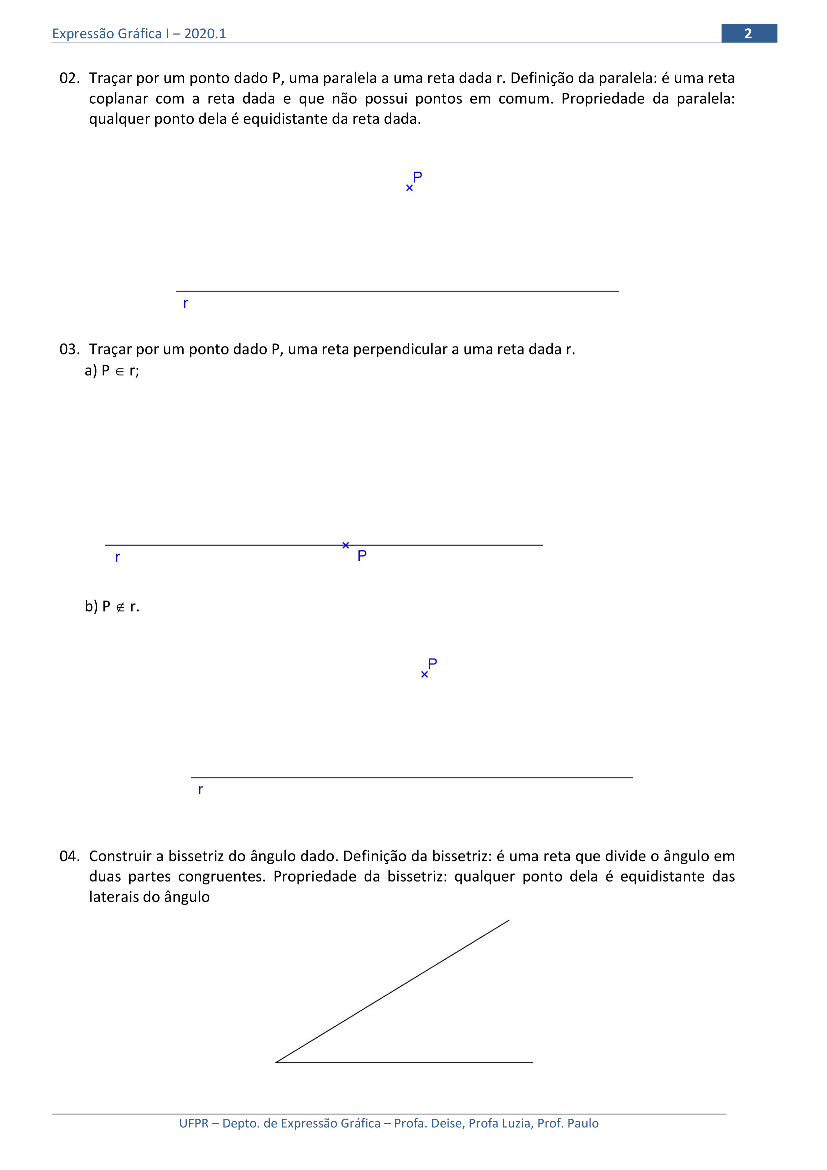 Expressão Gráfica I – 2020.1
2
02. Traçar por um ponto dado P, uma paralela a uma reta dada r. Definição da paralela: é uma reta
coplanar com a reta dada e que não possui pontos em comum. Propriedade da paralela:
qualquer ponto dela é equidistante da reta dada.
P
r
03. Traçar por um ponto dado P, uma reta perpendicular a uma reta dada r.
a) P ∈ r;
r
P
b) P ∉ r.
P
r
04. Construir a bissetriz do ângulo dado. Definição da bissetriz: é uma reta que divide o ângulo em
duas partes congruentes. Propriedade da bissetriz: qualquer ponto dela é equidistante das
laterais do ângulo
UFPR – Depto. de Expressão Gráfica – Profa. Deise, Profa Luzia, Prof. Paulo